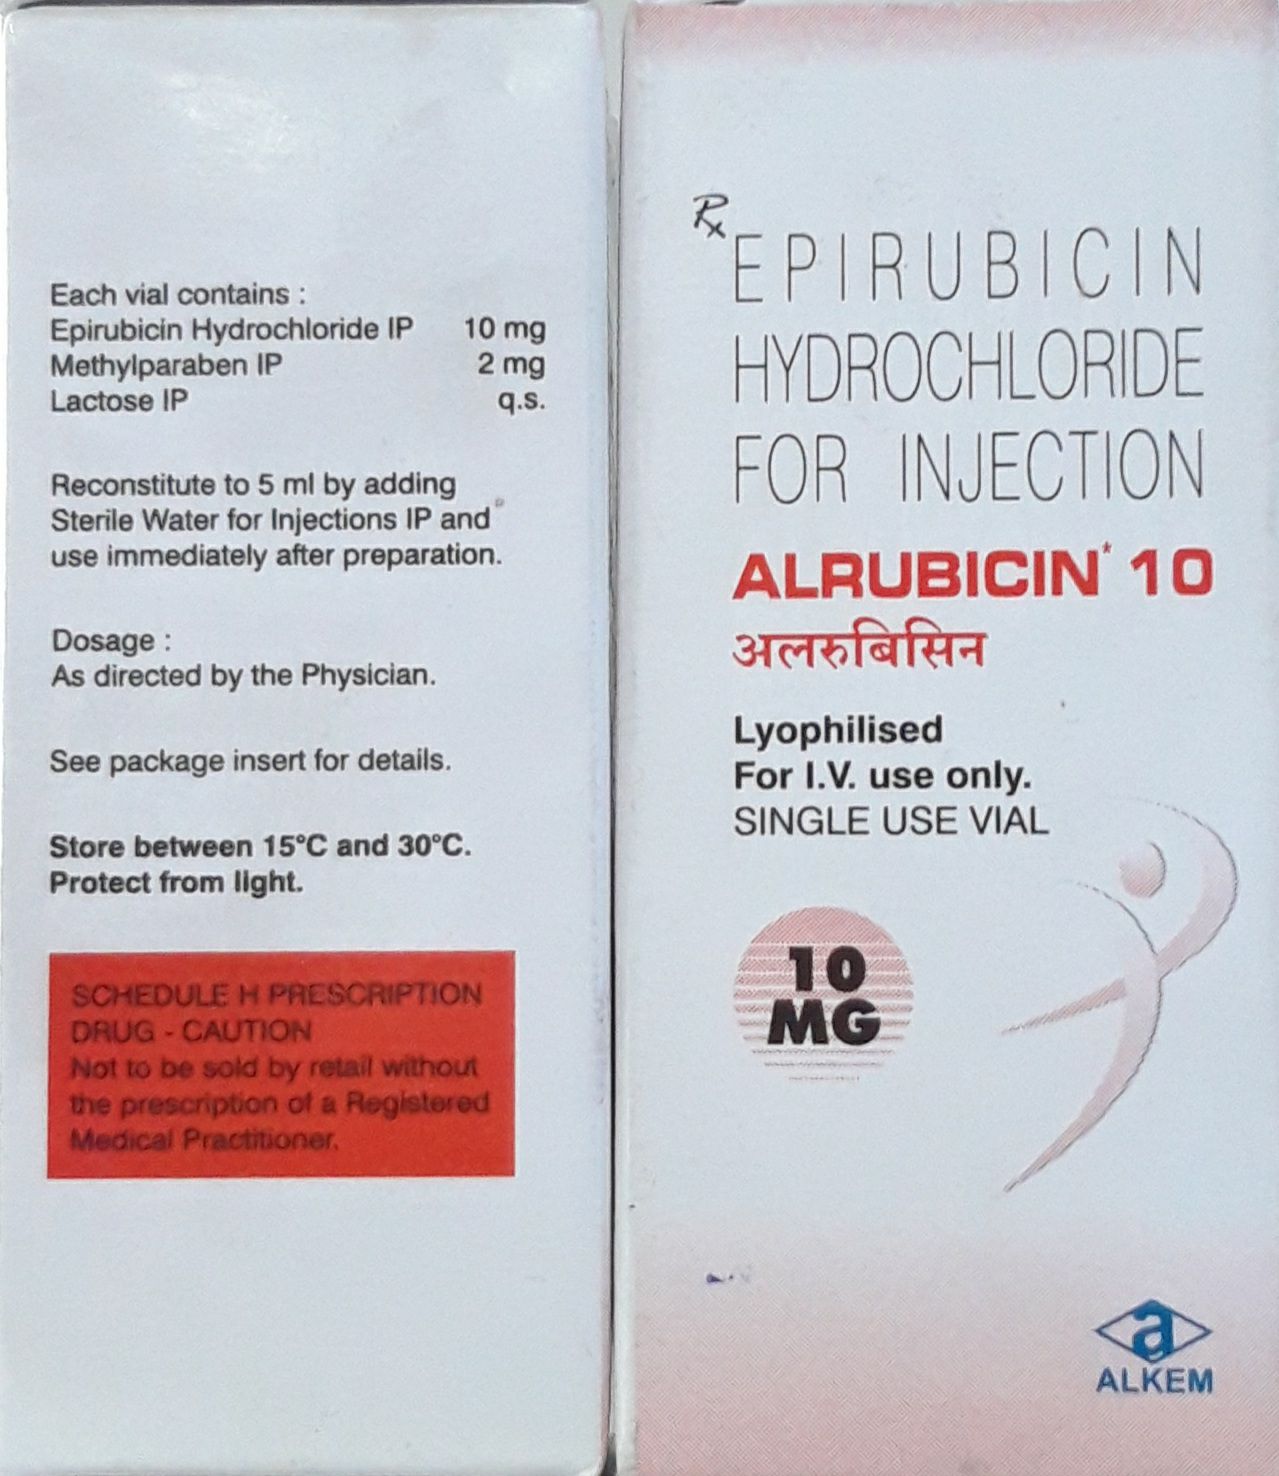 Each vial contains :
Epirubicin Hydrochloride IP 10 mg
Methylparaben IP 2 mg
Lactose IP q.s.
Reconstitute to 5 ml by adding
Sterile Water for Injections IP and
use immediately after preparation.
Dosage :
As directed by the Physician.
See package insert for details.
Store between 15°C and 30°C.
Protect from light.
SCHEDULE H PRESCRIPTION
DRUG - CAUTION
Not to be sold by retail without
the prescription of a Registered
Medical Practitioner.
Rx EPIRUBICIN
HYDROCHLORIDE
FOR INJECTION
ALRUBICIN* 10
अलरुबिसिन
Lyophilised
For I.V. use only.
SINGLE USE VIAL
10
MG
a
ALKEM